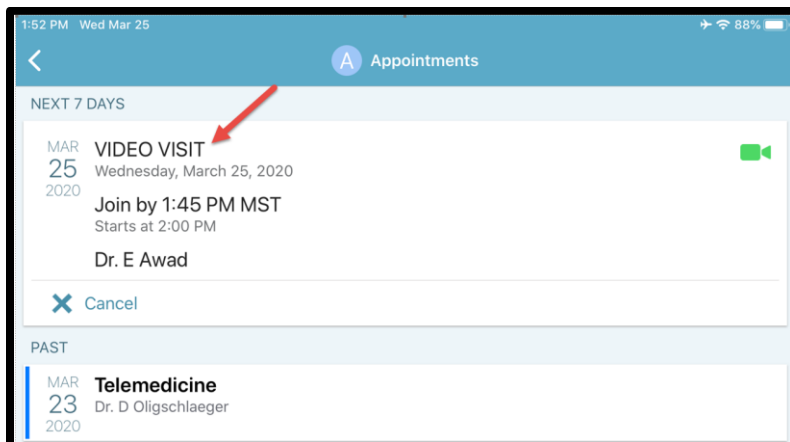 1:52 PM Wed Mar 25 88%
A Appointments
NEXT 7 DAYS
MAR
25
2020
VIDEO VISIT
Wednesday, March 25, 2020
Join by 1:45 PM MST
Starts at 2:00 PM
Dr. E Awad
Cancel
PAST
MAR
23
2020
Telemedicine
Dr. D Oligschlaeger